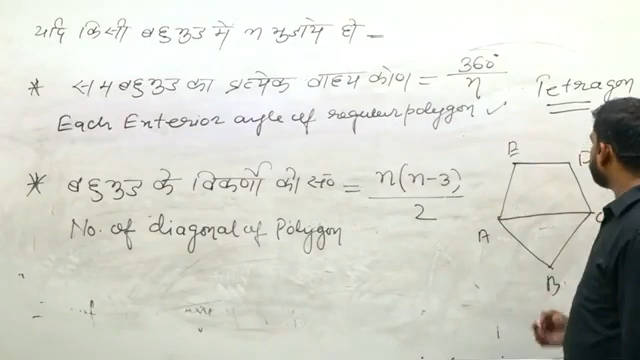 यदि किसी बहुभुज में n भुजायें हो -
* समबहुभुज का प्रत्येक वाह्य कोण = 360°/n
Each Exterior angle of regular polygon ✓
Tetragon
* बहुभुज के विकर्णों की सं० = n(n-3)/2
No. of diagonal of Polygon
E D
A C
B